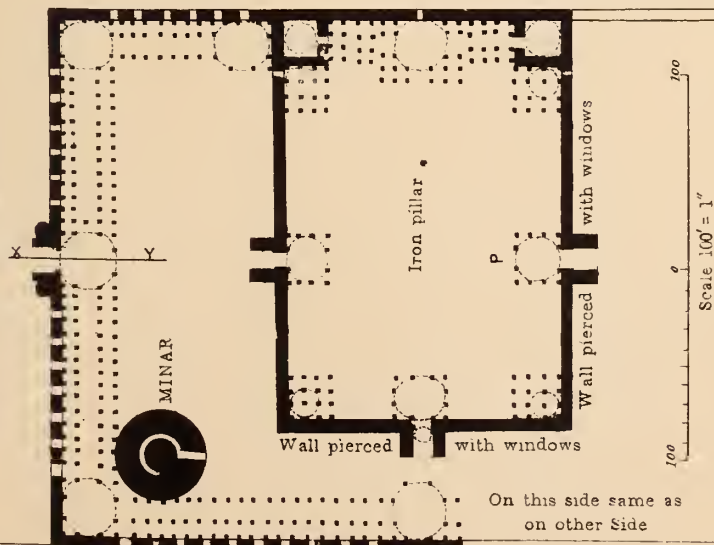 X
Y
MINAR
Iron pillar
P
with windows
Wall pierced
Wall pierced with windows
On this side same as
on other Side
100
0
100
Scale 100' = 1"